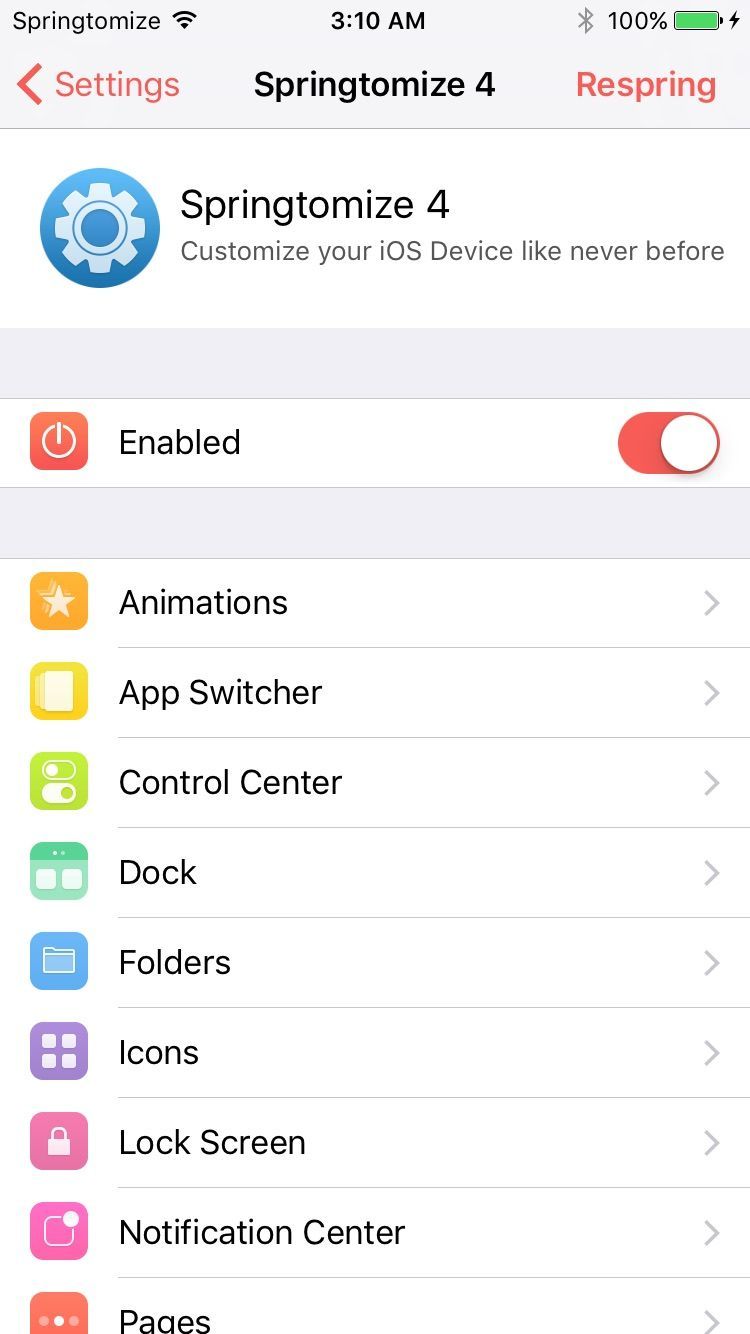 Springtomize 3:10 AM 100%
Settings Springtomize 4 Respring
Springtomize 4
Customize your iOS Device like never before
Enabled
Animations
App Switcher
Control Center
Dock
Folders
Icons
Lock Screen
Notification Center
Pages